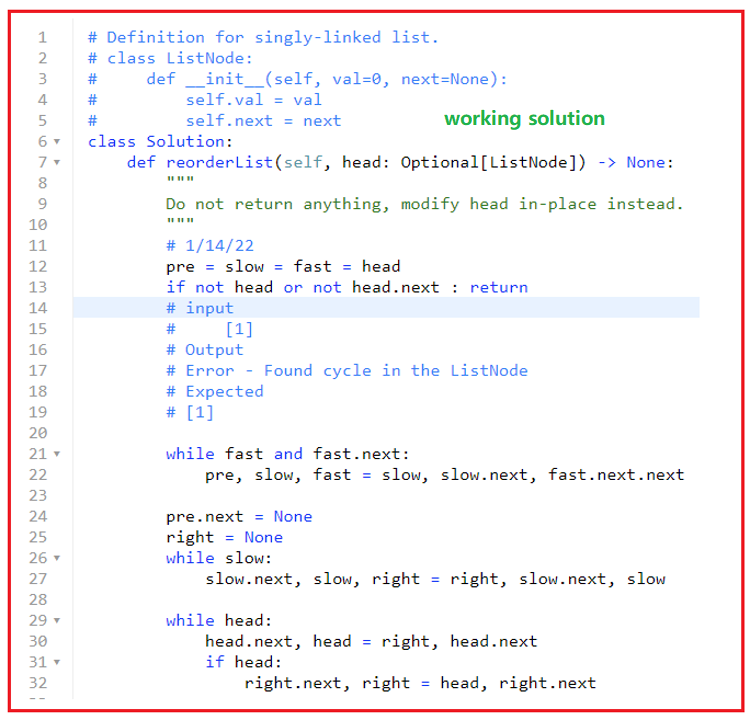 1 # Definition for singly-linked list.
2 # class ListNode:
3 #     def __init__(self, val=0, next=None):
4 #         self.val = val
5 #         self.next = next
working solution
6 class Solution:
7     def reorderList(self, head: Optional[ListNode]) -> None:
8         """
9         Do not return anything, modify head in-place instead.
10         """
11         # 1/14/22
12         pre = slow = fast = head
13         if not head or not head.next : return
14         # input
15         #     [1]
16         # Output
17         # Error - Found cycle in the ListNode
18         # Expected
19         # [1]
20
21         while fast and fast.next:
22             pre, slow, fast = slow, slow.next, fast.next.next
23
24         pre.next = None
25         right = None
26         while slow:
27             slow.next, slow, right = right, slow.next, slow
28
29         while head:
30             head.next, head = right, head.next
31             if head:
32                 right.next, right = head, right.next